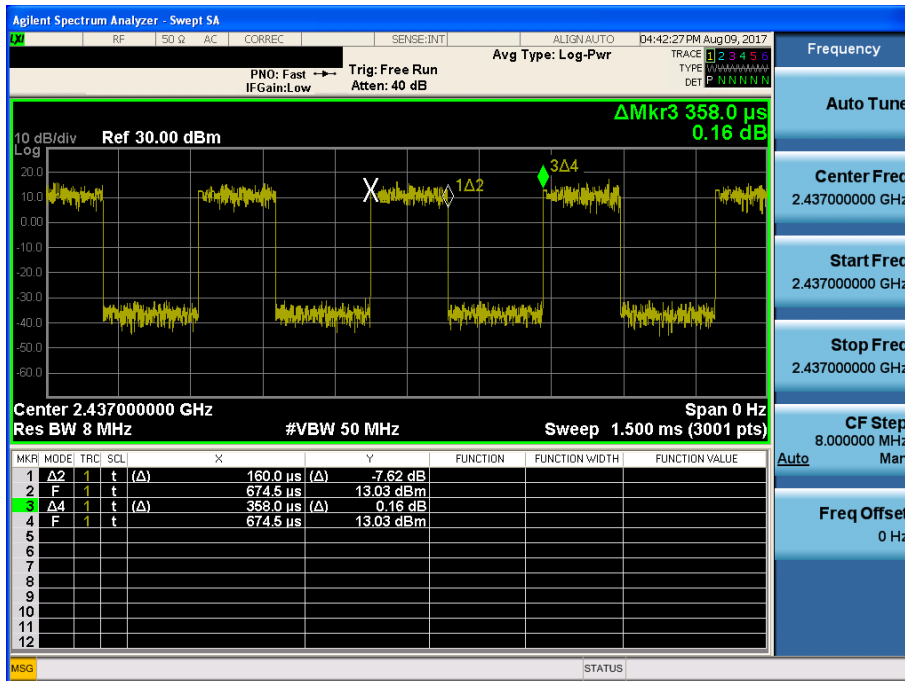 Agilent Spectrum Analyzer - Swept SA
LXI RF 50 Ω AC CORREC SENSE:INT ALIGN AUTO 04:42:27 PM Aug 09, 2017
Frequency
Avg Type: Log-Pwr TRACE 1 2 3 4 5 6
PNO: Fast Trig: Free Run TYPE WWWWWW
IFGain:Low Atten: 40 dB DET P N N N N N
Auto Tune
ΔMkr3 358.0 µs
0.16 dB
10 dB/div Ref 30.00 dBm
Log
20.0
10.0
0.00
-10.0
-20.0
-30.0
-40.0
-50.0
-60.0
X
1Δ2
3Δ4
Center Freq
2.437000000 GHz
Start Freq
2.437000000 GHz
Stop Freq
2.437000000 GHz
Center 2.437000000 GHz Span 0 Hz
Res BW 8 MHz #VBW 50 MHz Sweep 1.500 ms (3001 pts)
CF Step
8.000000 MHz
Auto Man
Freq Offset
0 Hz
MKR MODE TRC SCL X Y FUNCTION FUNCTION WIDTH FUNCTION VALUE
1 Δ2 1 t (Δ) 160.0 µs (Δ) -7.62 dB
2 F 1 t 674.5 µs 13.03 dBm
3 Δ4 1 t (Δ) 358.0 µs (Δ) 0.16 dB
4 F 1 t 674.5 µs 13.03 dBm
5
6
7
8
9
10
11
12
MSG STATUS